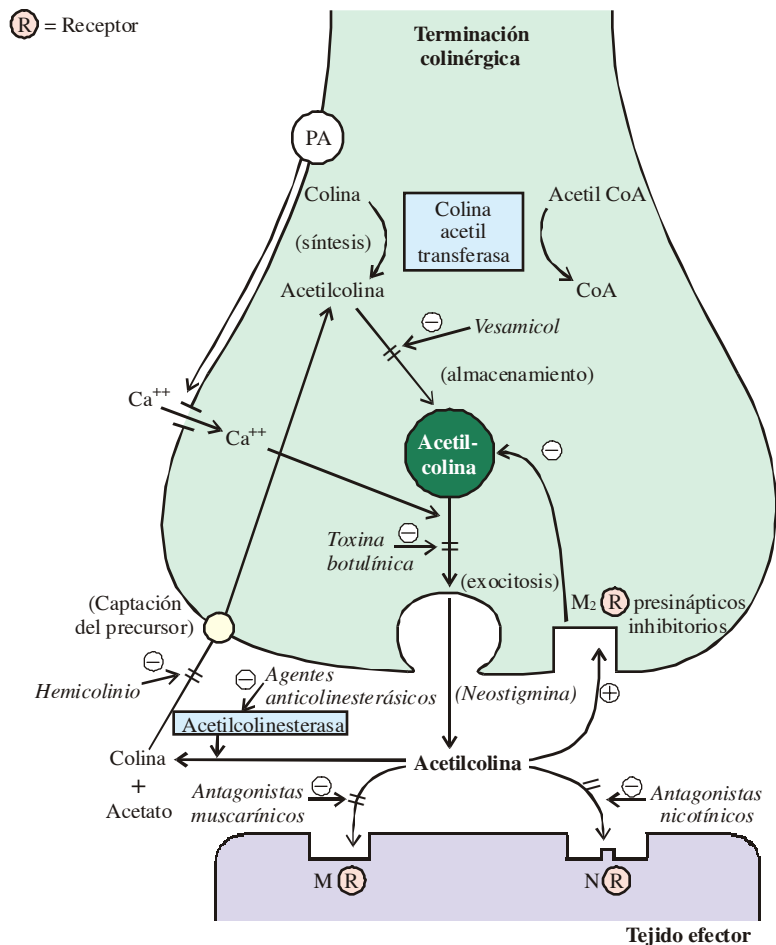 R = Receptor
Terminación
colinérgica
PA
Colina
Acetil CoA
Colina
acetil
transferasa
(síntesis)
Acetilcolina
CoA
Vesamicol
(almacenamiento)
Ca++
Ca++
Acetil-
colina
Toxina
botulínica
(exocitosis)
M2 R presinápticos
inhibitorios
(Captación
del precursor)
Hemicolinio
Agentes
anticolinesterásicos
(Neostigmina)
Acetilcolinesterasa
Colina
+
Acetato
Acetilcolina
Antagonistas
muscarínicos
Antagonistas
nicotínicos
M R
N R
Tejido efector